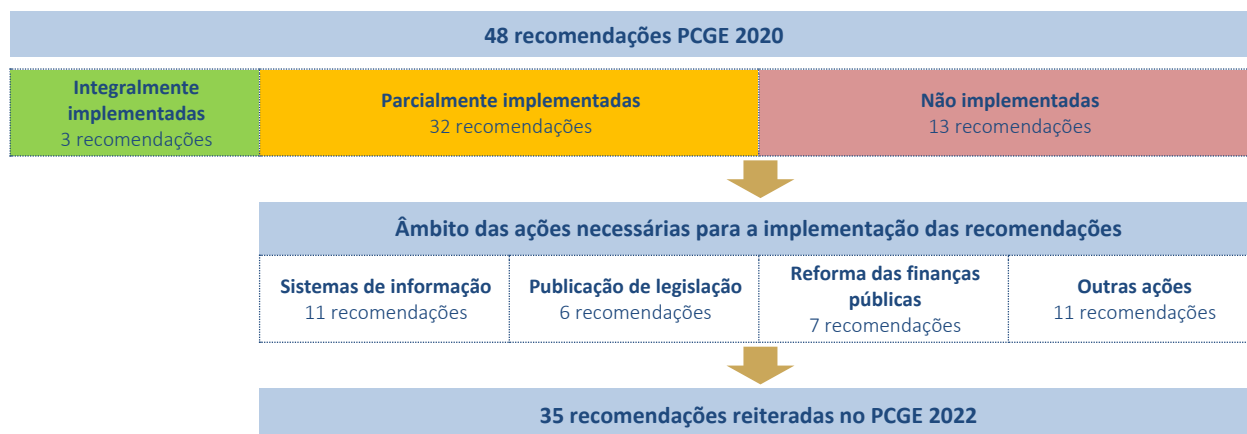 48 recomendações PCGE 2020
Integralmente
implementadas
3 recomendações
Parcialmente implementadas
32 recomendações
Não implementadas
13 recomendações
Âmbito das ações necessárias para a implementação das recomendações
Sistemas de informação
11 recomendações
Publicação de legislação
6 recomendações
Reforma das finanças
públicas
7 recomendações
Outras ações
11 recomendações
35 recomendações reiteradas no PCGE 2022